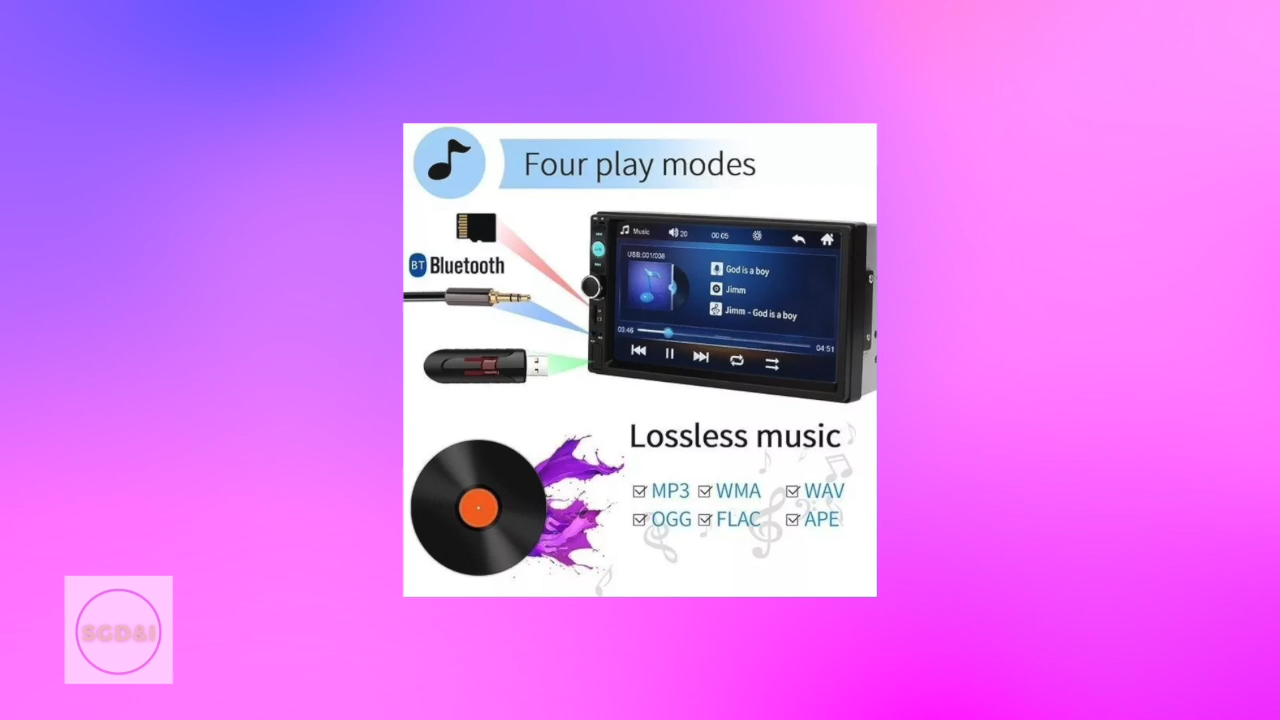 Four play modes
BT Bluetooth
Music 20 00:05
USB:001/008
God is a boy
Jimm
Jimm - God is a boy
03:46
04:51
Lossless music
MP3 WMA WAV
OGG FLAC APE
SGD&I